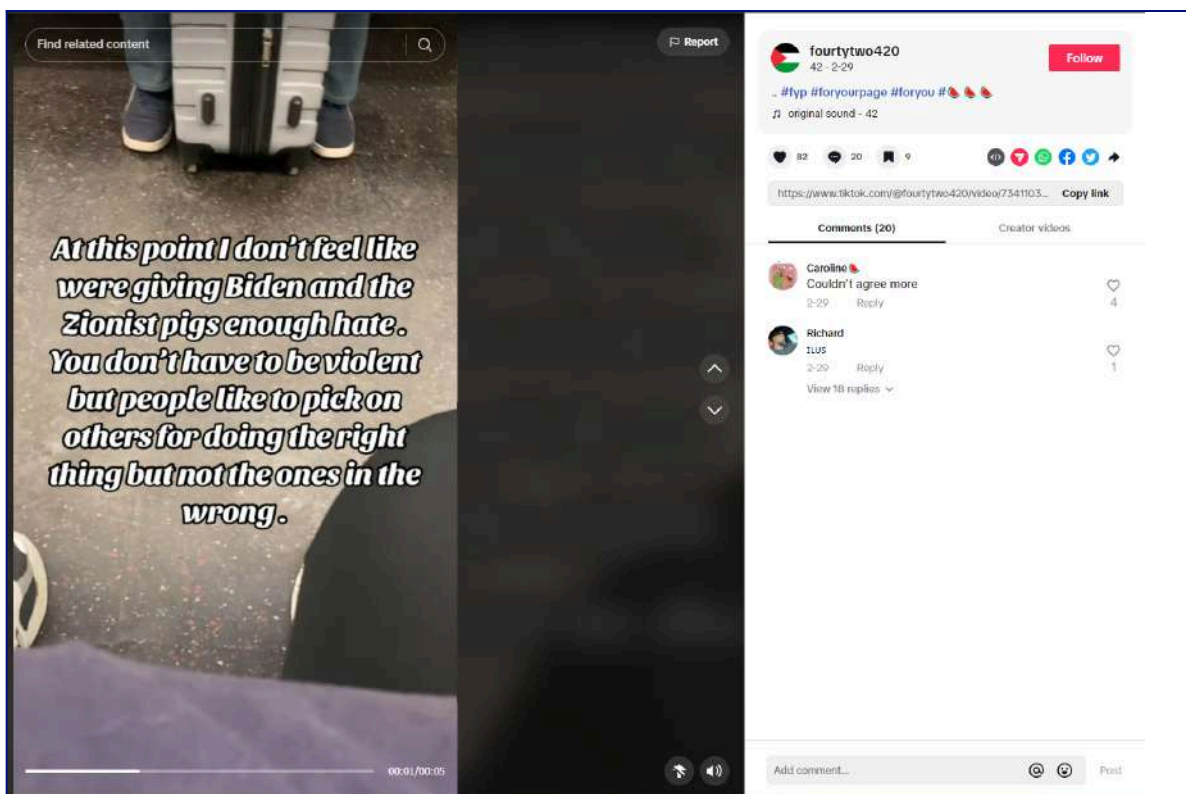 Find related content
Report
At this point I don't feel like
were giving Biden and the
Zionist pigs enough hate.
You don't have to be violent
but people like to pick on
others for doing the right
thing but not the ones in the
wrong.
00:01/00:05
fourtytwo420
42 · 2-29
Follow
.. #fyp #foryourpage #foryou #🍉 🍉 🍉
♫ original sound - 42
82
20
9
https://www.tiktok.com/@fourtytwo420/video/7341103...
Copy link
Comments (20)
Creator videos
Caroline🍉
Couldn't agree more
2-29 Reply
4
Richard
ILUS
2-29 Reply
1
View 18 replies
Add comment...
Post